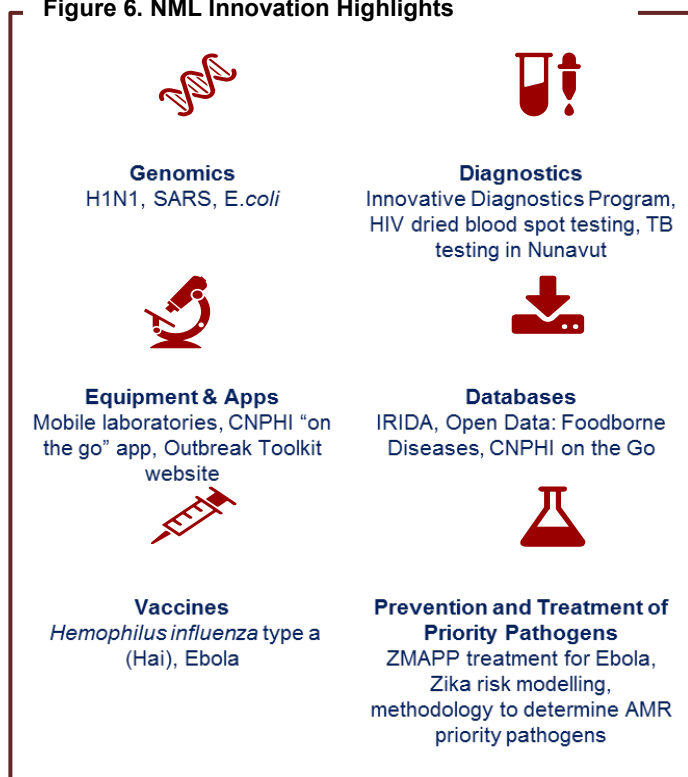 Figure 6. NML Innovation Highlights
Genomics
H1N1, SARS, E.coli
Diagnostics
Innovative Diagnostics Program,
HIV dried blood spot testing, TB
testing in Nunavut
Equipment & Apps
Mobile laboratories, CNPHI “on
the go” app, Outbreak Toolkit
website
Databases
IRIDA, Open Data: Foodborne
Diseases, CNPHI on the Go
Vaccines
Hemophilus influenza type a
(Hai), Ebola
Prevention and Treatment of
Priority Pathogens
ZMAPP treatment for Ebola,
Zika risk modelling,
methodology to determine AMR
priority pathogens